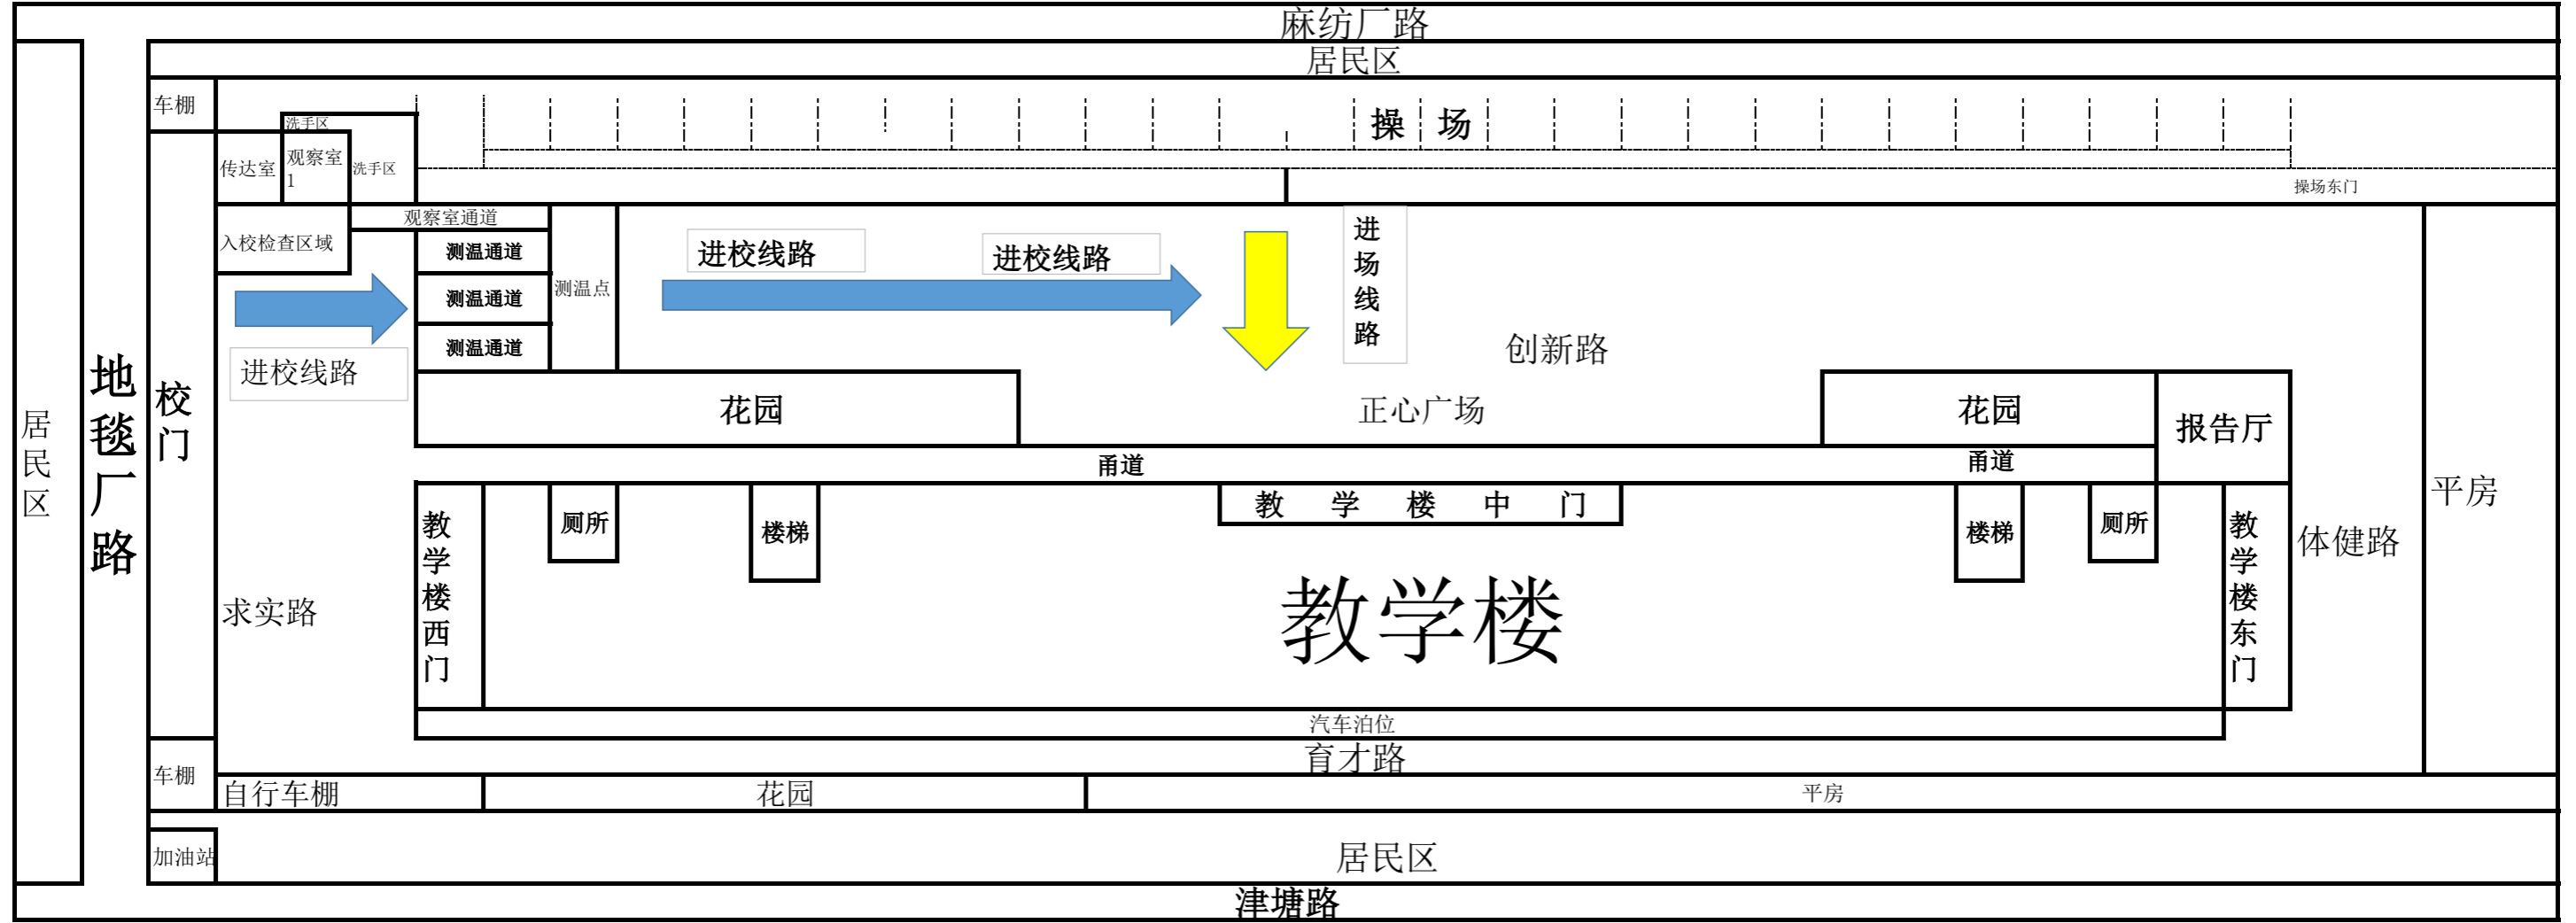 麻纺厂路
居民区
车棚
洗手区
操 场
传达室
观察室
1
洗手区
操场东门
观察室通道
入校检查区域
测温通道
测温通道
测温通道
测温点
进校线路
进校线路
进校线路
进场线路
创新路
地毯厂路
校门
居民区
花园
正心广场
花园
报告厅
甬道
甬道
教学楼西门
厕所
楼梯
教 学 楼 中 门
楼梯
厕所
教学楼东门
体健路
平房
求实路
教学楼
汽车泊位
育才路
车棚
自行车棚
花园
平房
加油站
居民区
津塘路